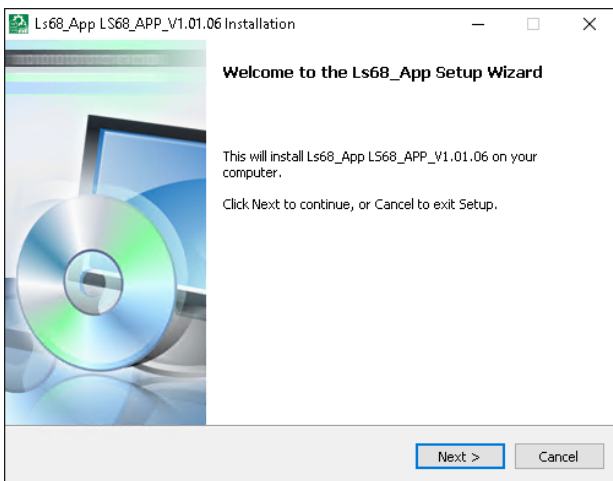 Ls68_App LS68_APP_V1.01.06 Installation
Welcome to the Ls68_App Setup Wizard
This will install Ls68_App LS68_APP_V1.01.06 on your
computer.
Click Next to continue, or Cancel to exit Setup.
Next >
Cancel